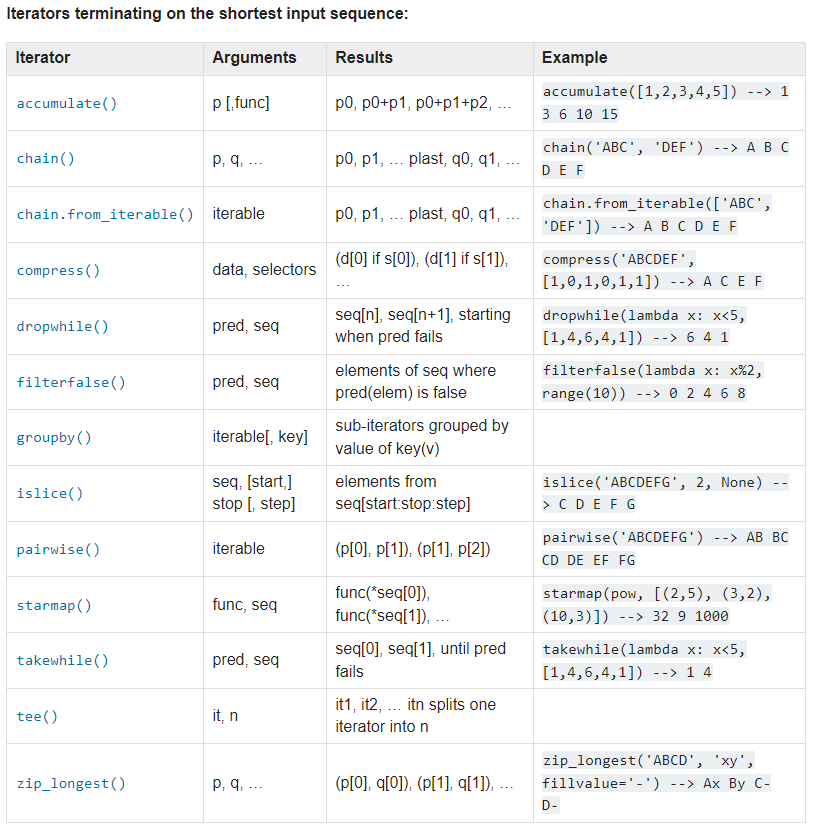 Iterators terminating on the shortest input sequence:
Iterator Arguments Results Example
accumulate() p [,func] p0, p0+p1, p0+p1+p2, … accumulate([1,2,3,4,5]) --> 1
3 6 10 15
chain() p, q, … p0, p1, … plast, q0, q1, … chain('ABC', 'DEF') --> A B C
D E F
chain.from_iterable() iterable p0, p1, … plast, q0, q1, … chain.from_iterable(['ABC',
'DEF']) --> A B C D E F
compress() data, selectors (d[0] if s[0]), (d[1] if s[1]),
…
compress('ABCDEF',
[1,0,1,0,1,1]) --> A C E F
dropwhile() pred, seq seq[n], seq[n+1], starting
when pred fails
dropwhile(lambda x: x<5,
[1,4,6,4,1]) --> 6 4 1
filterfalse() pred, seq elements of seq where
pred(elem) is false
filterfalse(lambda x: x%2,
range(10)) --> 0 2 4 6 8
groupby() iterable[, key] sub-iterators grouped by
value of key(v)
islice() seq, [start,]
stop [, step]
elements from
seq[start:stop:step]
islice('ABCDEFG', 2, None) --
> C D E F G
pairwise() iterable (p[0], p[1]), (p[1], p[2]) pairwise('ABCDEFG') --> AB BC
CD DE EF FG
starmap() func, seq func(*seq[0]),
func(*seq[1]), …
starmap(pow, [(2,5), (3,2),
(10,3)]) --> 32 9 1000
takewhile() pred, seq seq[0], seq[1], until pred
fails
takewhile(lambda x: x<5,
[1,4,6,4,1]) --> 1 4
tee() it, n it1, it2, … itn splits one
iterator into n
zip_longest() p, q, … (p[0], q[0]), (p[1], q[1]), … zip_longest('ABCD', 'xy',
fillvalue='-') --> Ax By C-
D-